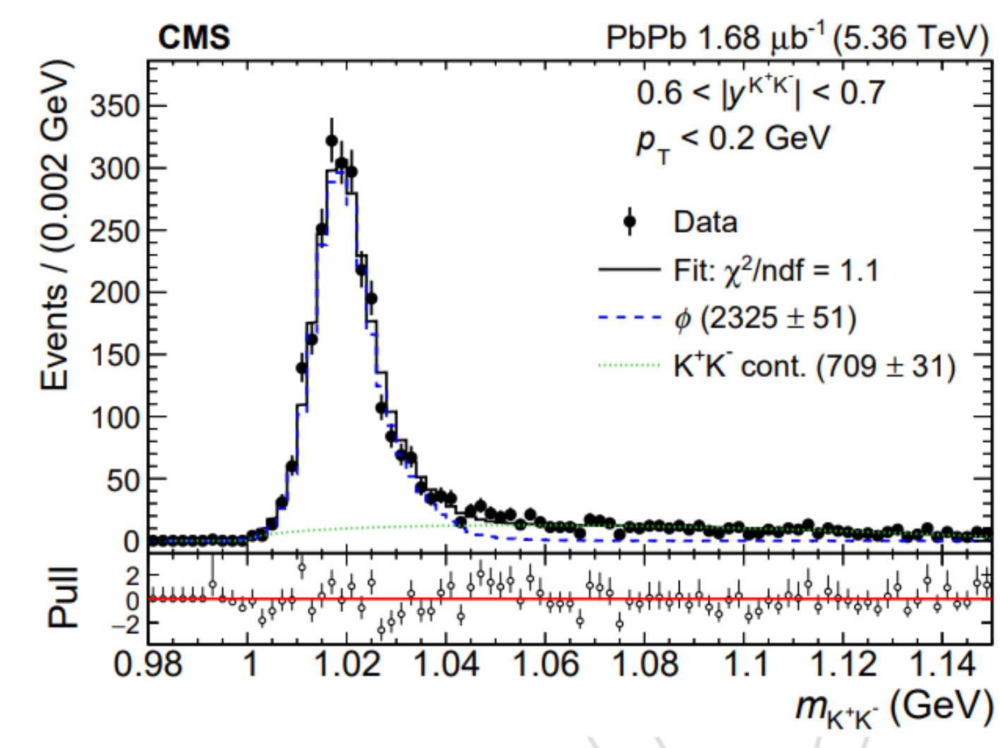 CMS PbPb 1.68 μb⁻¹ (5.36 TeV)
0.6 < |y^{K⁺K⁻}| < 0.7
p_T < 0.2 GeV
Data
Fit: χ²/ndf = 1.1
ϕ (2325 ± 51)
K⁺K⁻ cont. (709 ± 31)
Events / (0.002 GeV)
350
300
250
200
150
100
50
0
Pull
2
0
−2
0.98 1 1.02 1.04 1.06 1.08 1.1 1.12 1.14
m_{K⁺K⁻} (GeV)